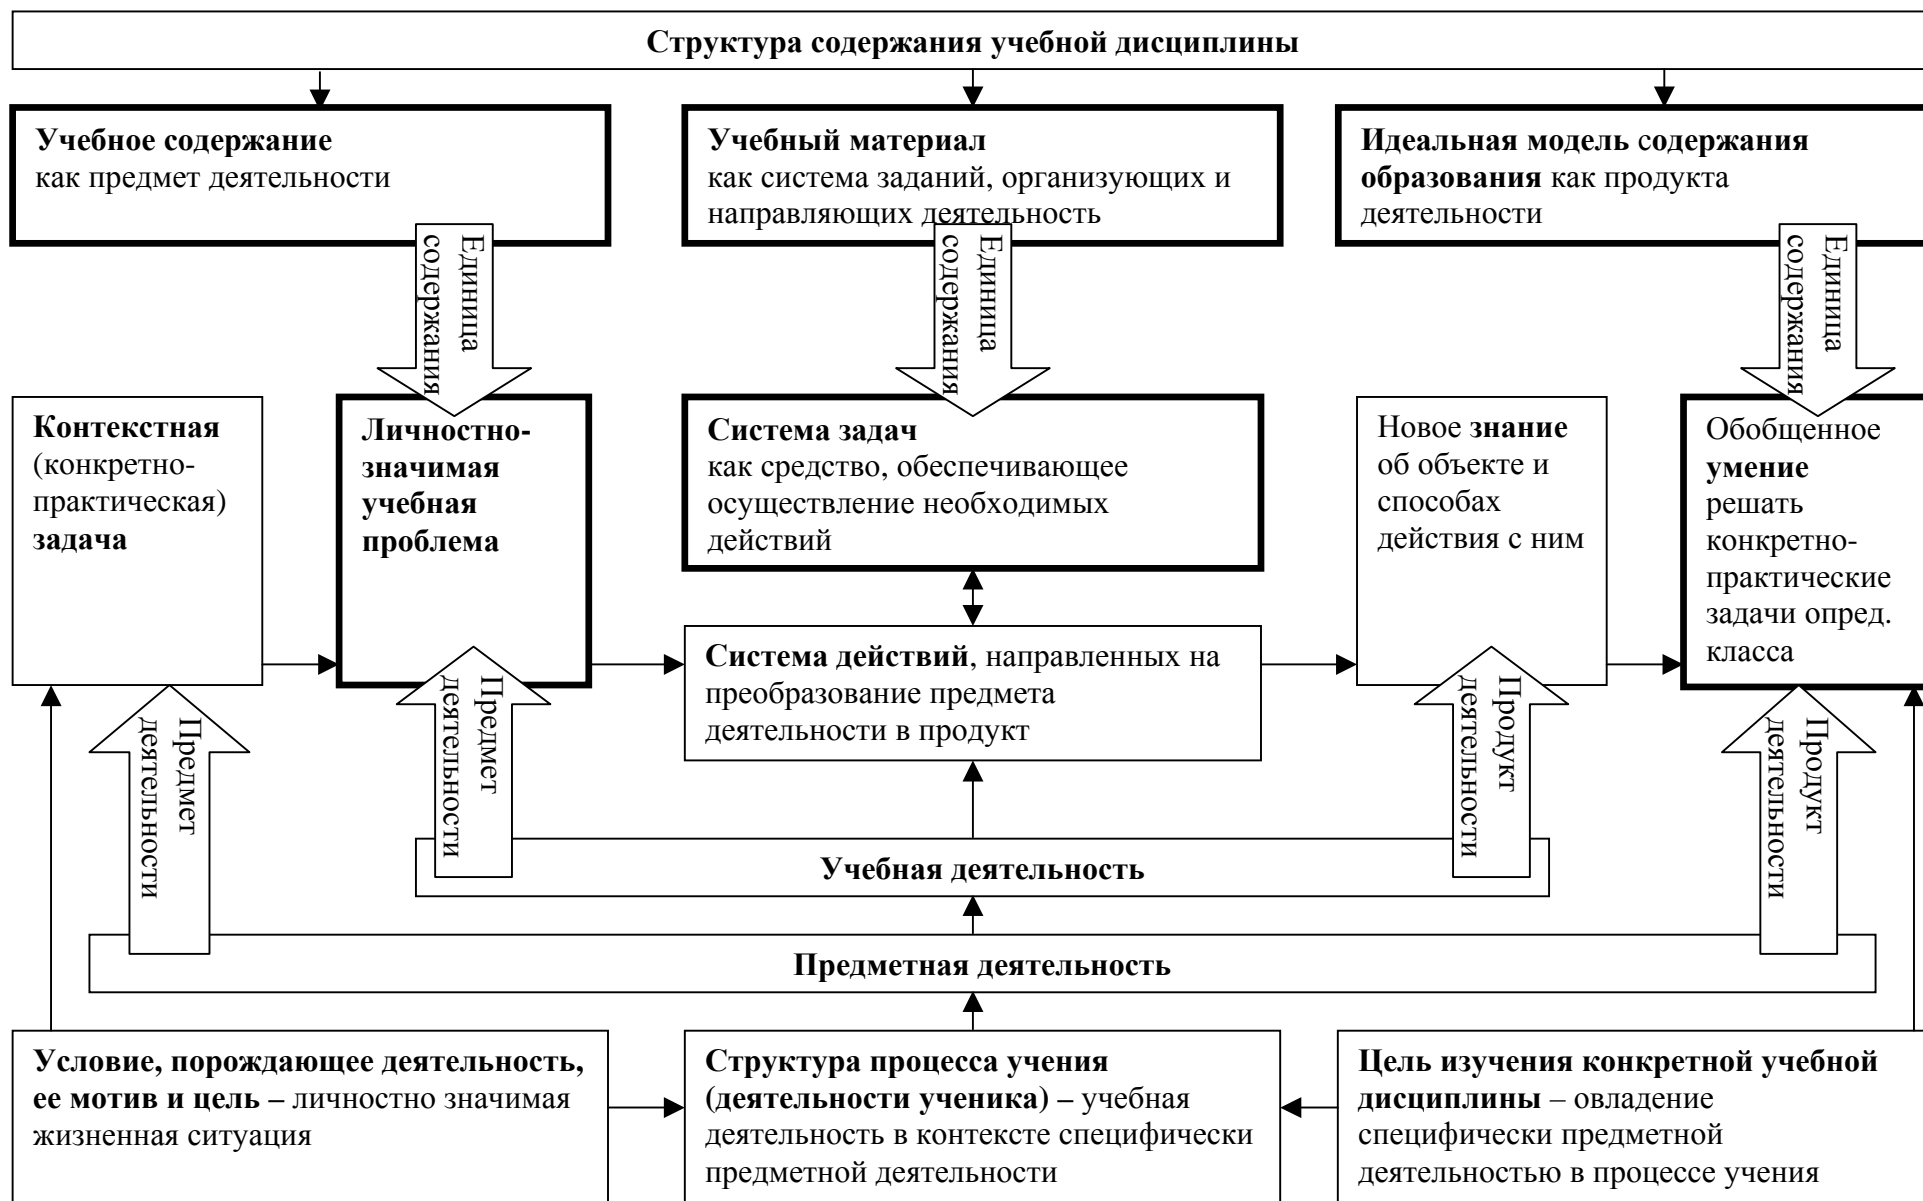 Структура содержания учебной дисциплины
Учебное содержание
как предмет деятельности
Учебный материал
как система заданий, организующих и
направляющих деятельность
Идеальная модель содержания
образования как продукта
деятельности
Единица
содержания
Единица
содержания
Единица
содержания
Контекстная
(конкретно-
практическая)
задача
Личностно-
значимая
учебная
проблема
Система задач
как средство, обеспечивающее
осуществление необходимых
действий
Новое знание
об объекте и
способах
действия с ним
Обобщенное
умение
решать
конкретно-
практические
задачи опред.
класса
Система действий, направленных на
преобразование предмета
деятельности в продукт
Предмет
деятельности
Предмет
деятельности
Продукт
деятельности
Продукт
деятельности
Учебная деятельность
Предметная деятельность
Условие, порождающее деятельность,
ее мотив и цель – личностно значимая
жизненная ситуация
Структура процесса учения
(деятельности ученика) – учебная
деятельность в контексте специфически
предметной деятельности
Цель изучения конкретной учебной
дисциплины – овладение
специфически предметной
деятельностью в процессе учения